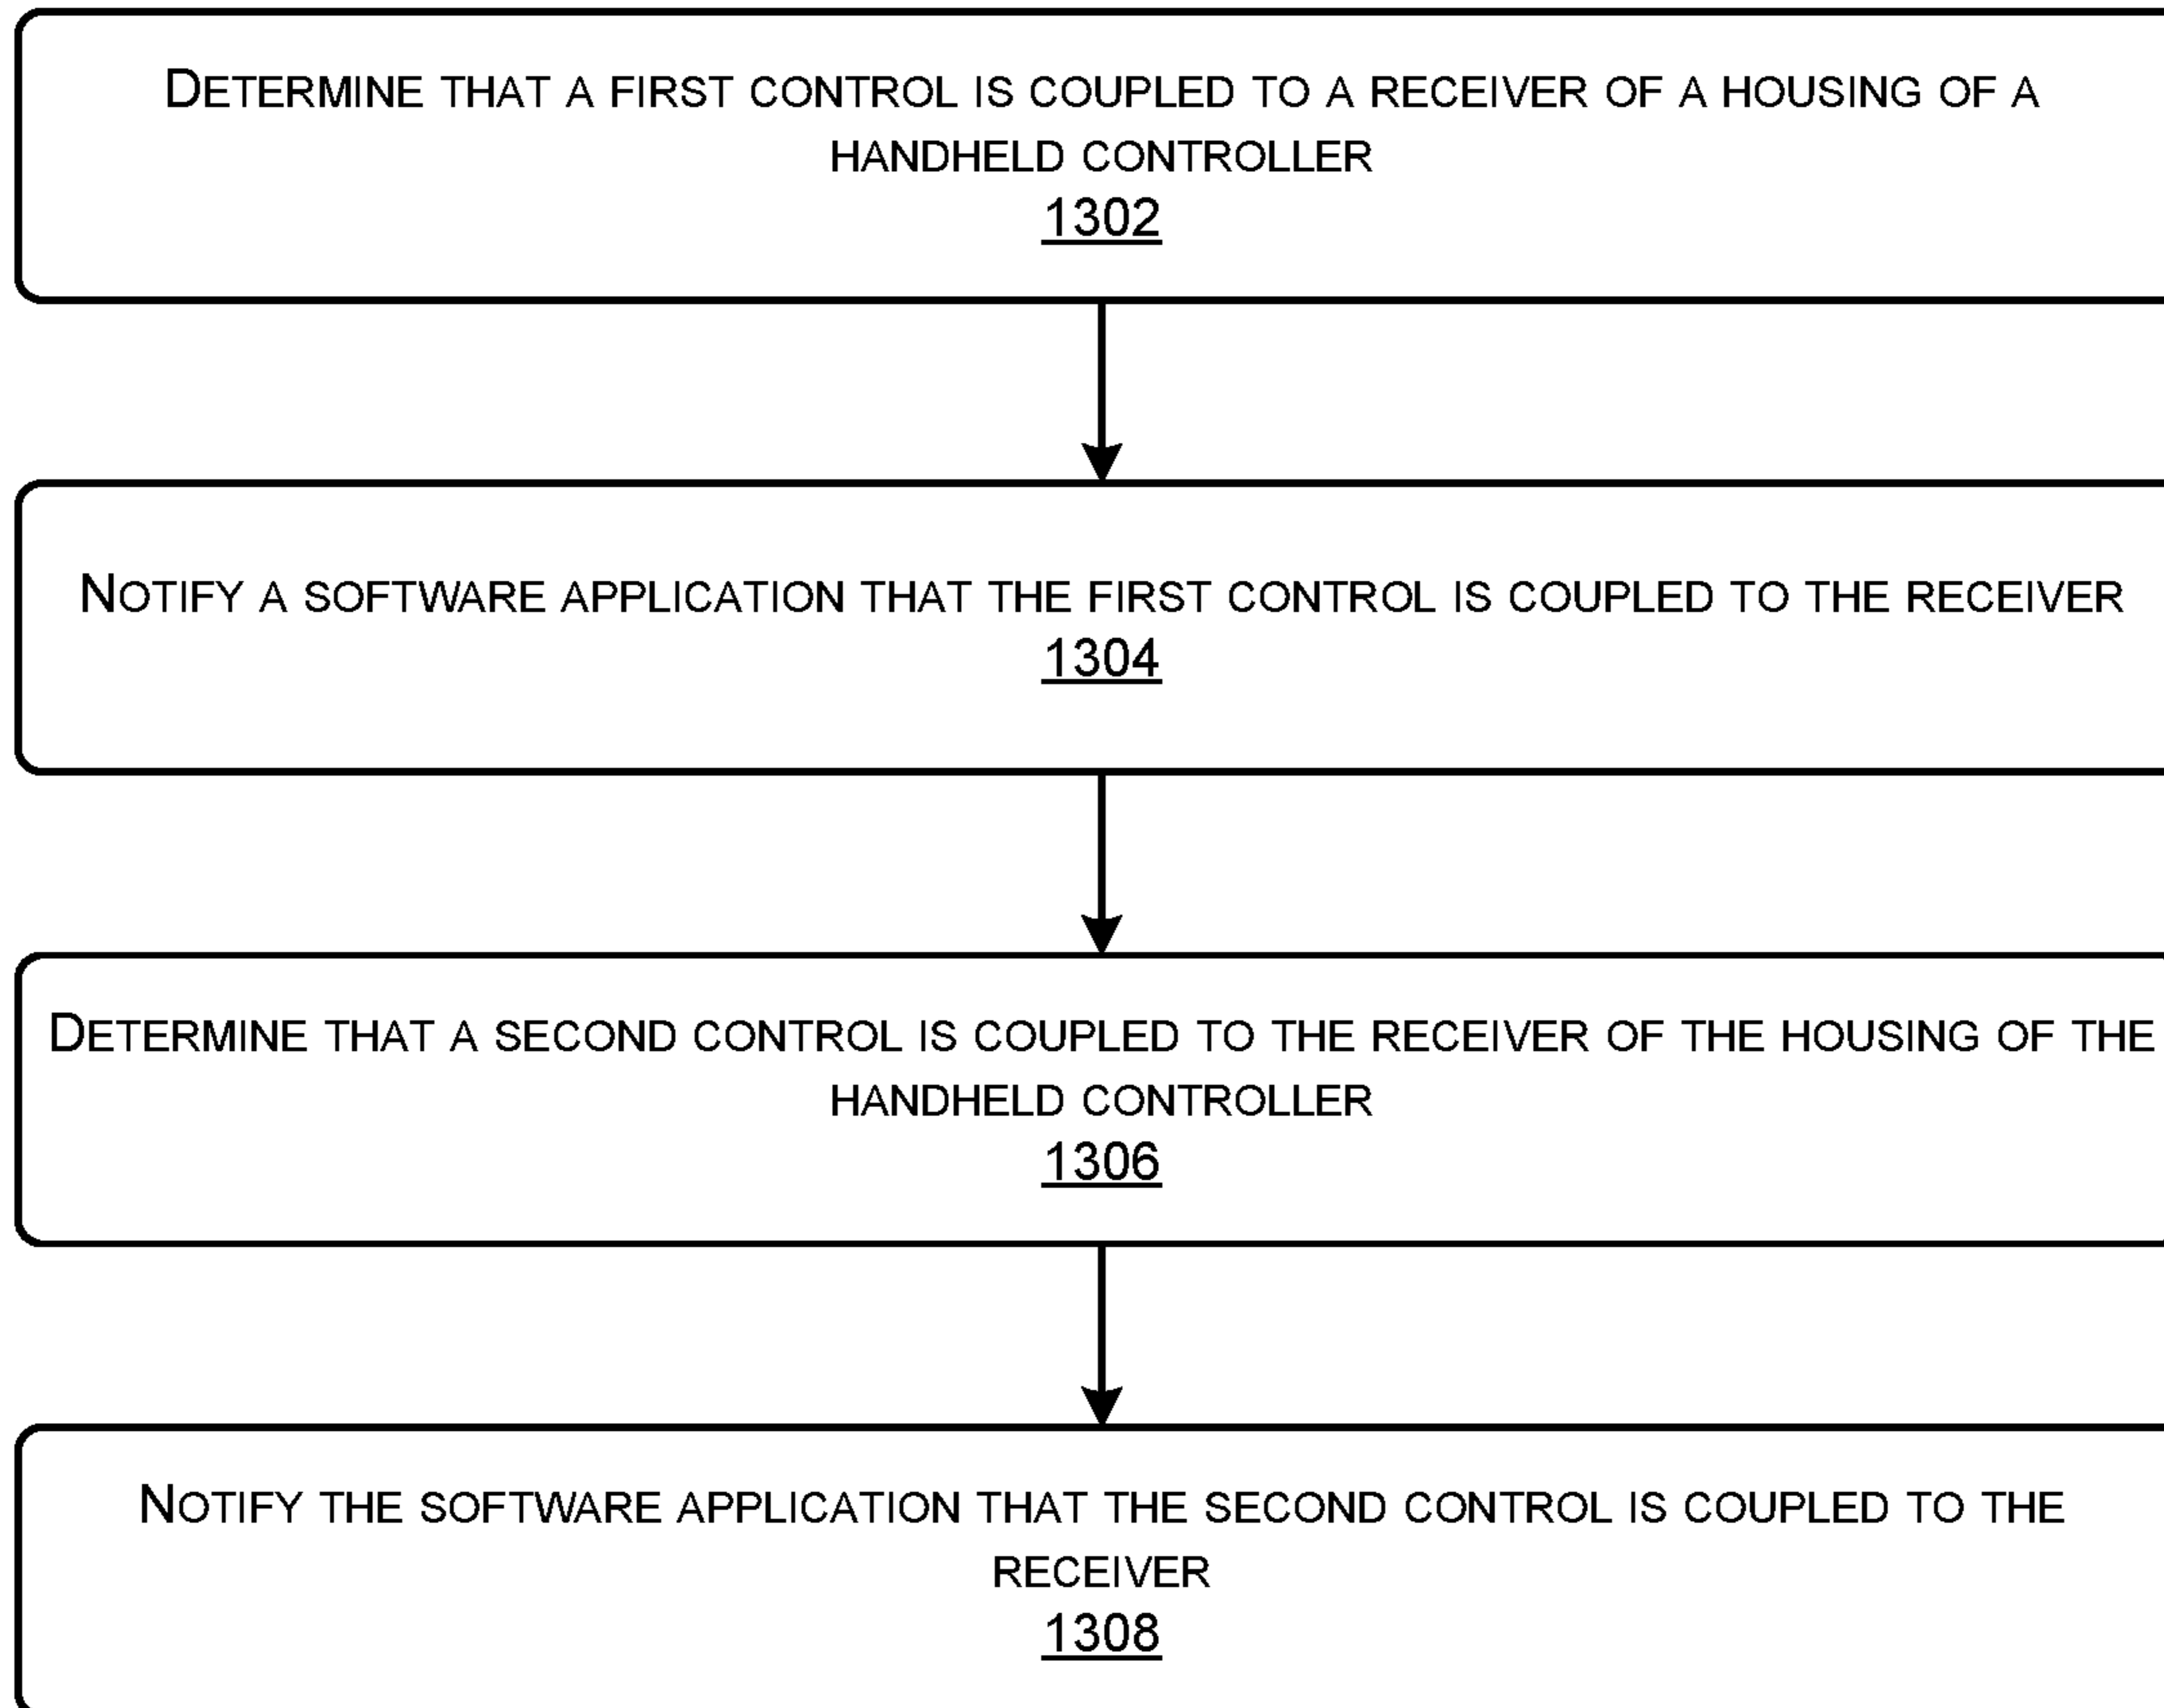 DETERMINE THAT A FIRST CONTROL IS COUPLED TO A RECEIVER OF A HOUSING OF A
HANDHELD CONTROLLER
1302
NOTIFY A SOFTWARE APPLICATION THAT THE FIRST CONTROL IS COUPLED TO THE RECEIVER
1304
DETERMINE THAT A SECOND CONTROL IS COUPLED TO THE RECEIVER OF THE HOUSING OF THE
HANDHELD CONTROLLER
1306
NOTIFY THE SOFTWARE APPLICATION THAT THE SECOND CONTROL IS COUPLED TO THE
RECEIVER
1308